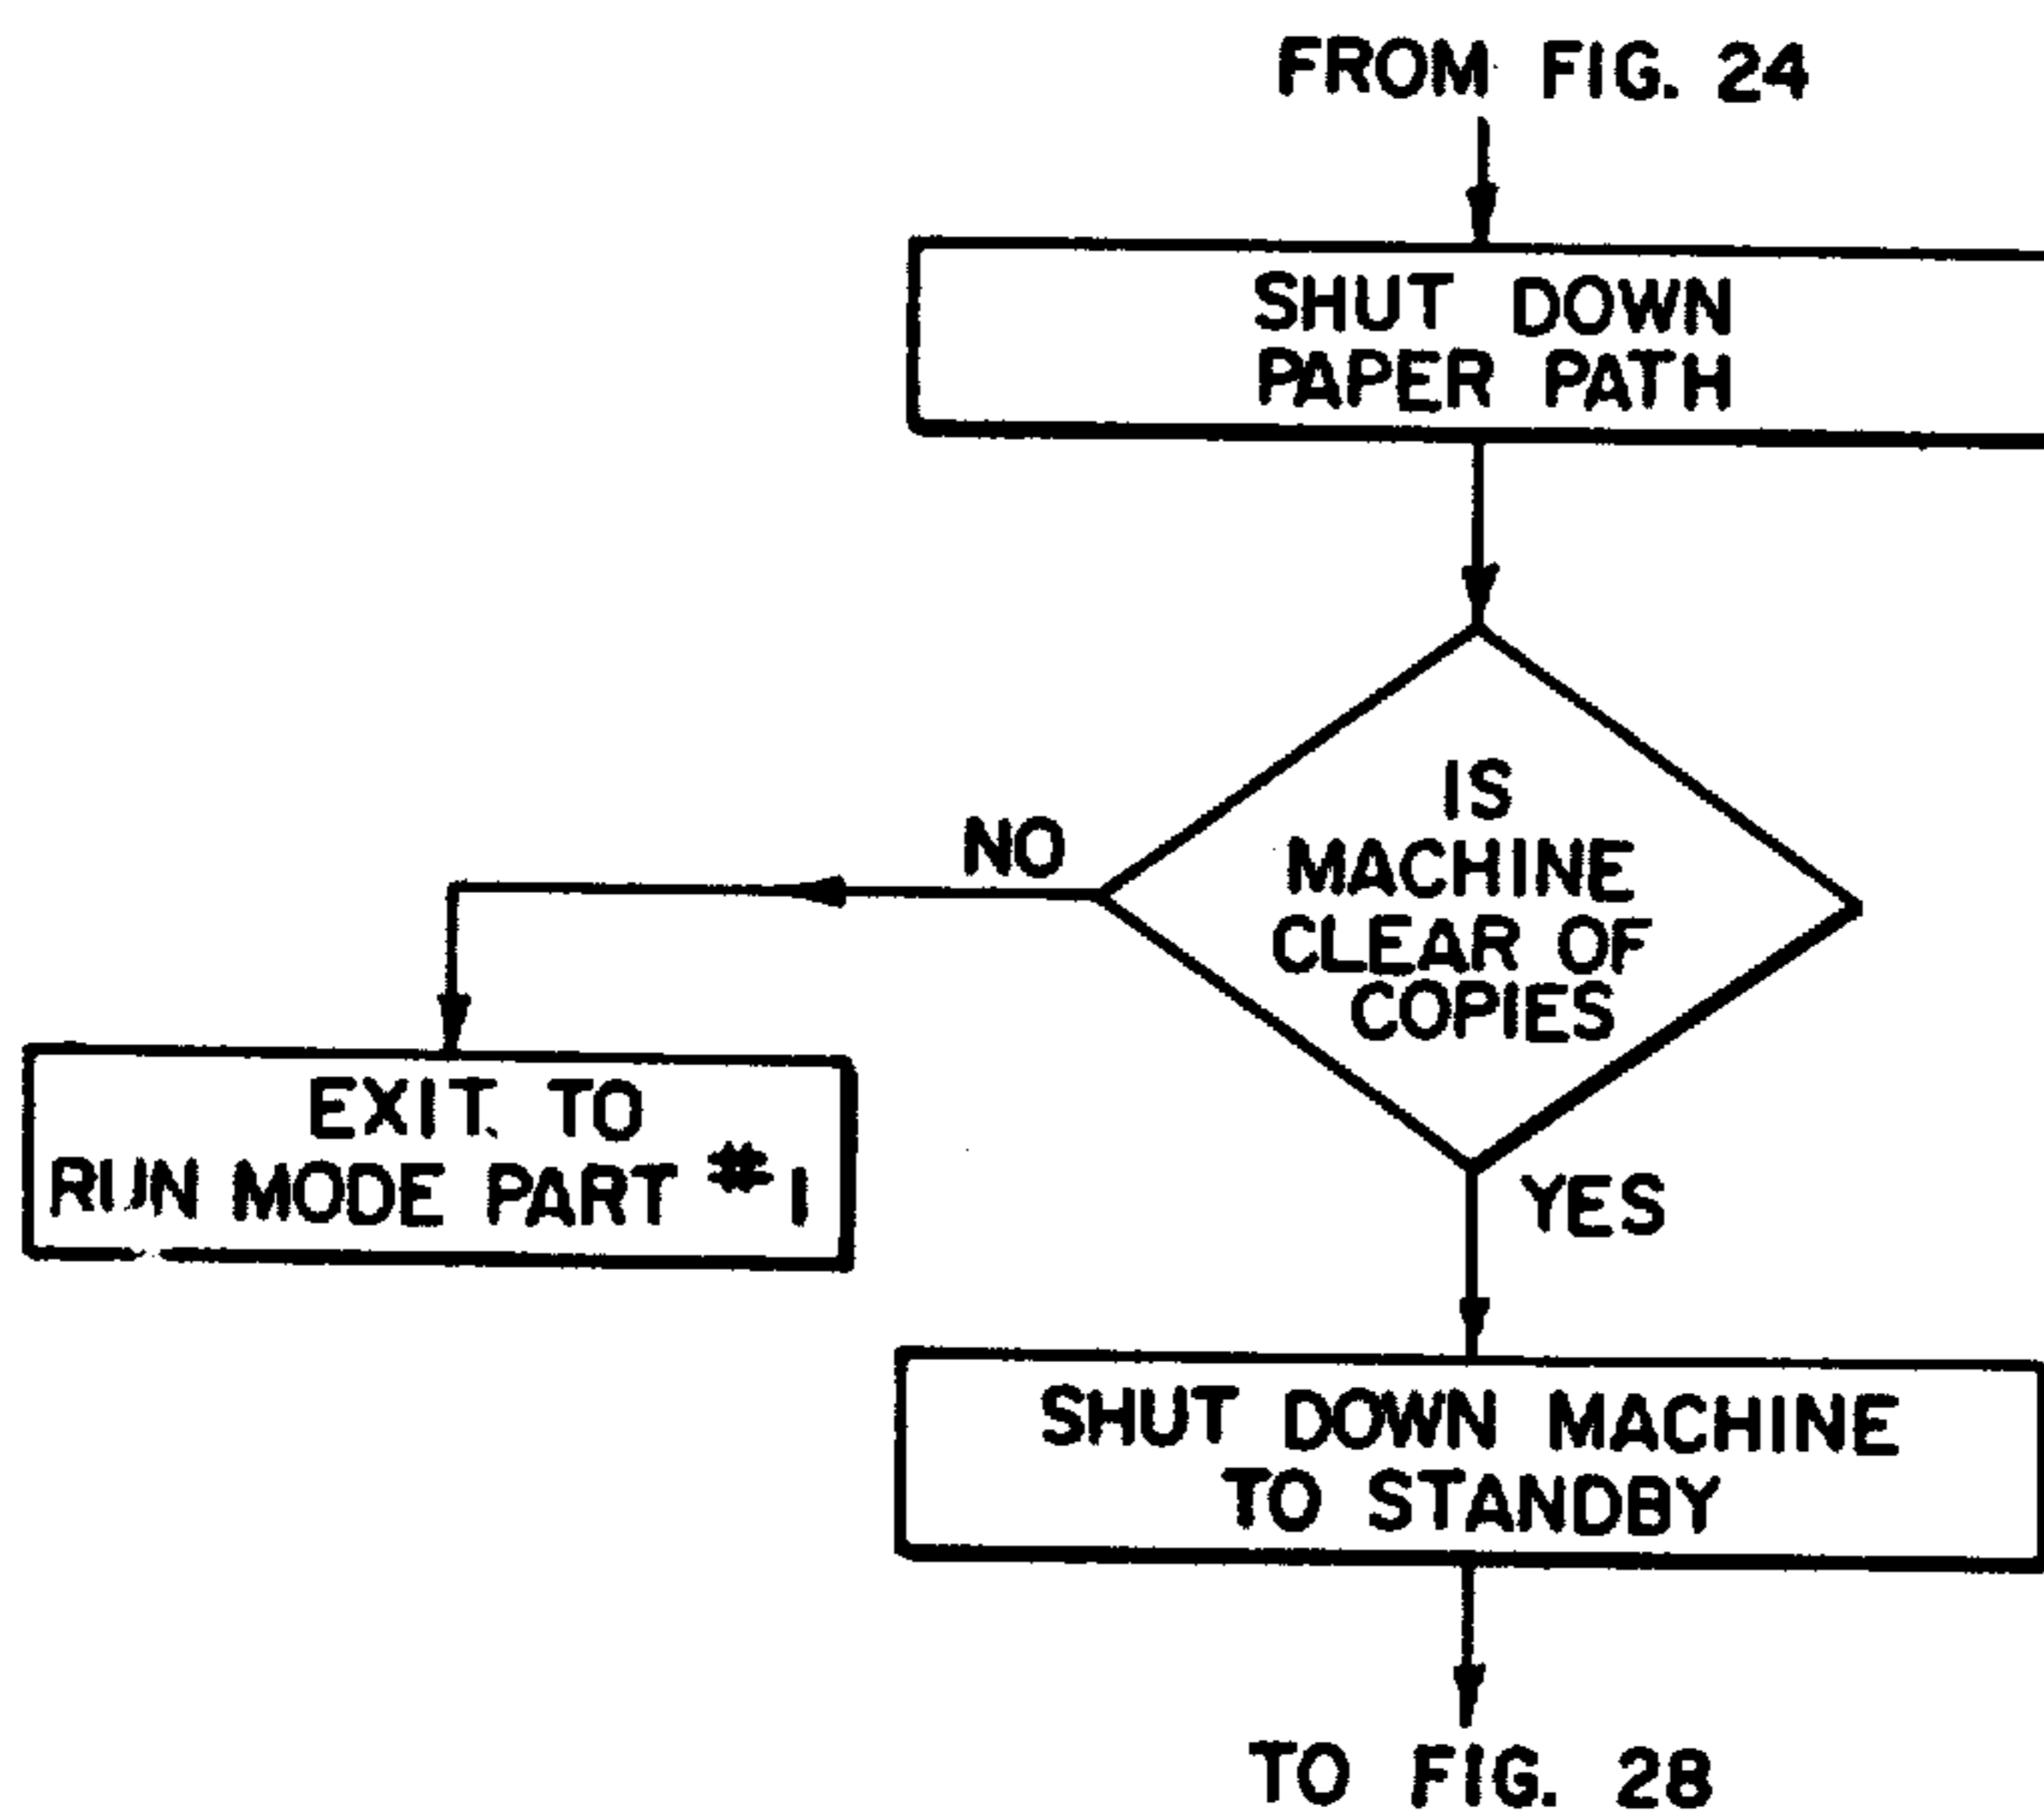 FROM FIG. 24
SHUT DOWN
PAPER PATH
IS
MACHINE
CLEAR OF
COPIES
NO
EXIT TO
RUN MODE PART #1
YES
SHUT DOWN MACHINE
TO STANDBY
TO FIG. 28